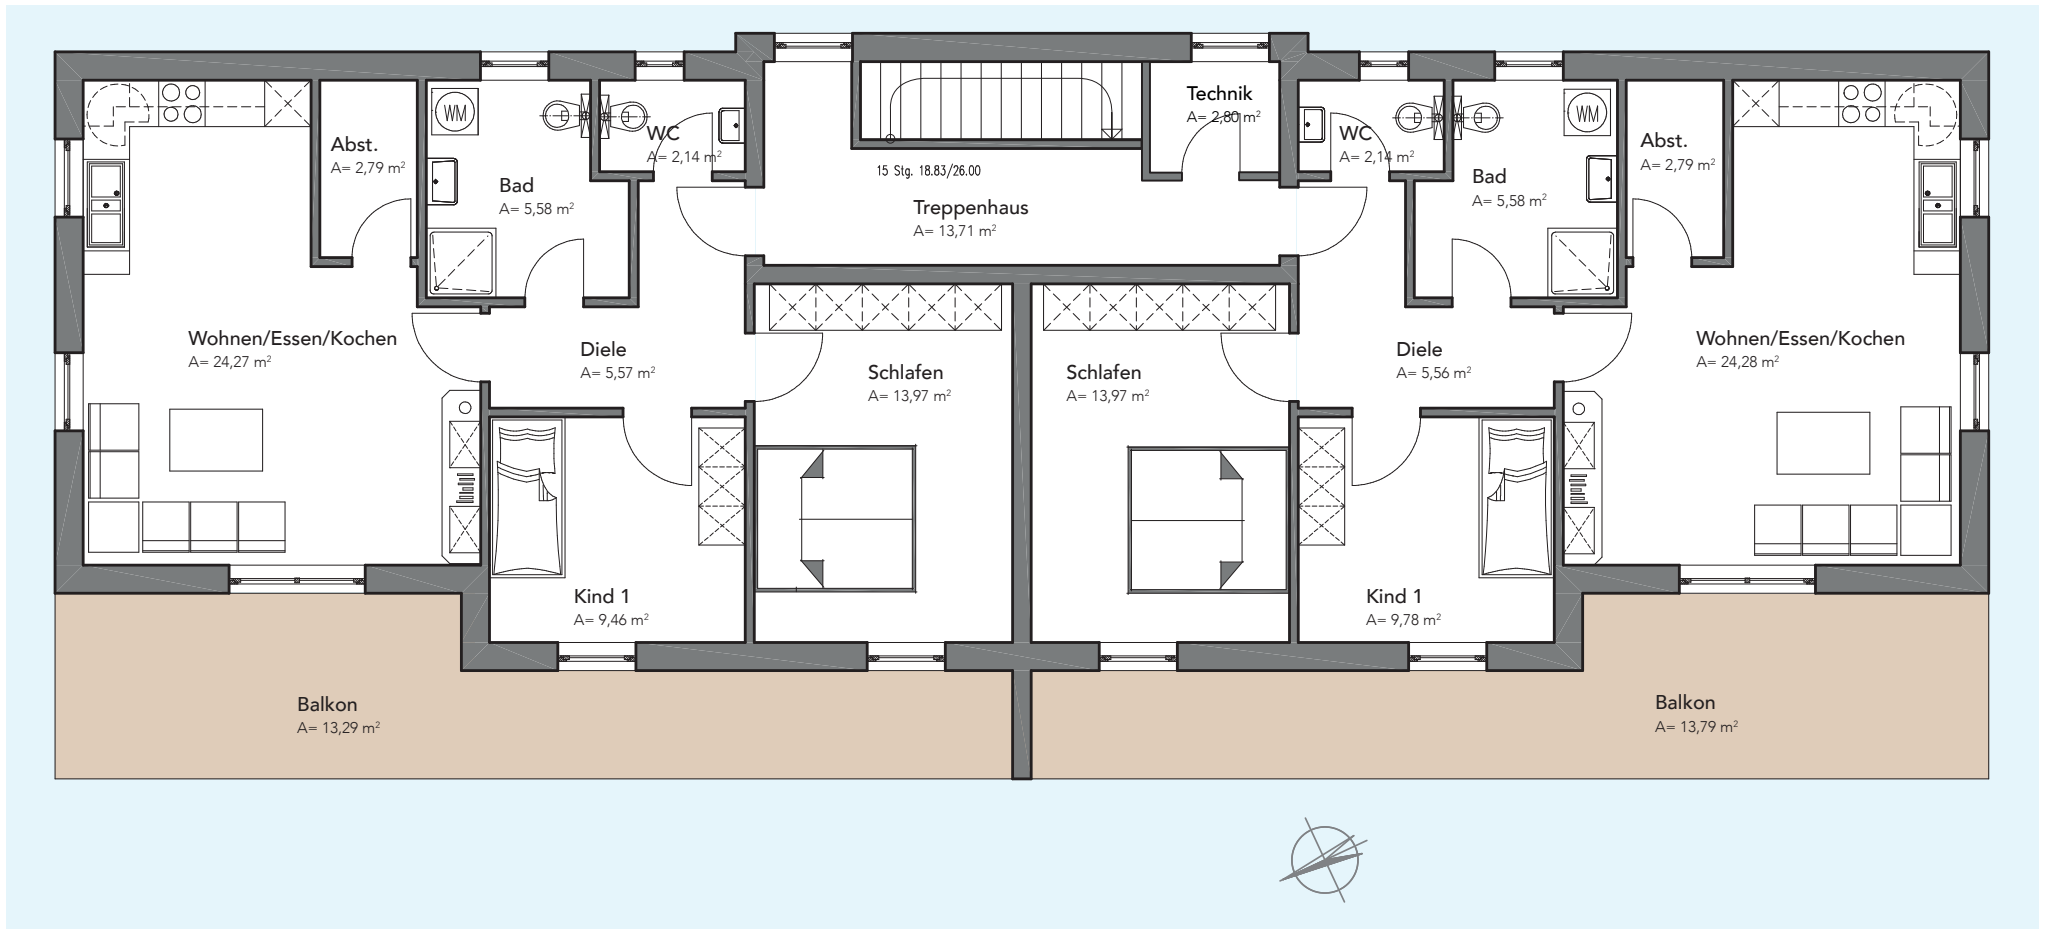 Technik
A= 2,80 m²
WC
A= 2,14 m²
WC
A= 2,14 m²
WM
WM
Abst.
A= 2,79 m²
Abst.
A= 2,79 m²
15 Stg. 18.83/26.00
Bad
A= 5,58 m²
Bad
A= 5,58 m²
Treppenhaus
A= 13,71 m²
Wohnen/Essen/Kochen
A= 24,27 m²
Diele
A= 5,57 m²
Schlafen
A= 13,97 m²
Schlafen
A= 13,97 m²
Diele
A= 5,56 m²
Wohnen/Essen/Kochen
A= 24,28 m²
Kind 1
A= 9,46 m²
Kind 1
A= 9,78 m²
Balkon
A= 13,29 m²
Balkon
A= 13,79 m²